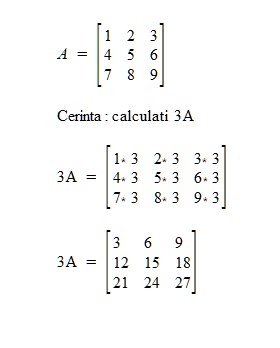 1 2 3
A = 4 5 6
7 8 9
Cerinta : calculati 3A
1* 3 2* 3 3* 3
3A = 4* 3 5* 3 6* 3
7* 3 8* 3 9* 3
3 6 9
3A = 12 15 18
21 24 27